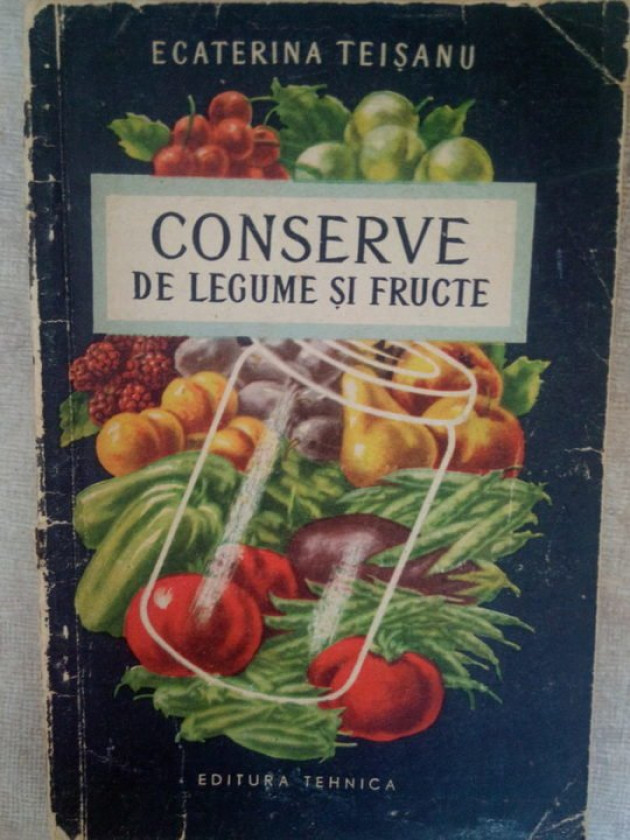 ECATERINA TEIȘANU
CONSERVE
DE LEGUME ȘI FRUCTE
EDITURA TEHNICA